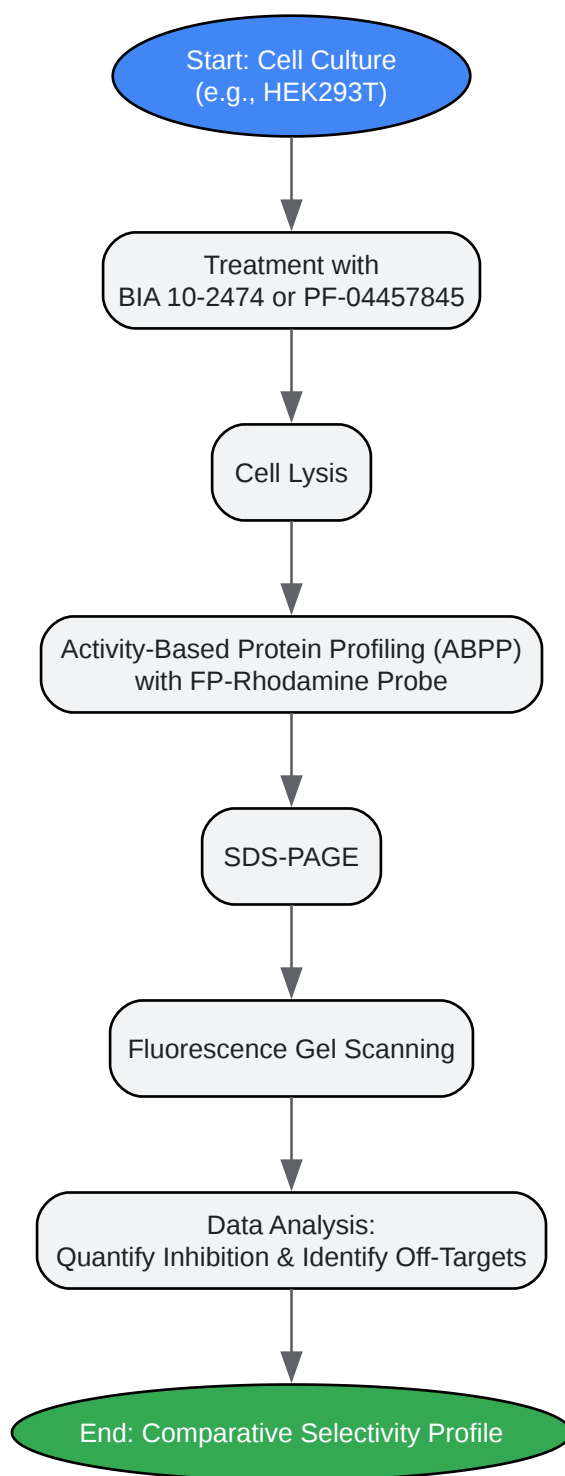 Start: Cell Culture
(e.g., HEK293T)
Treatment with
BIA 10-2474 or PF-04457845
Cell Lysis
Activity-Based Protein Profiling (ABPP)
with FP-Rhodamine Probe
SDS-PAGE
Fluorescence Gel Scanning
Data Analysis:
Quantify Inhibition & Identify Off-Targets
End: Comparative Selectivity Profile